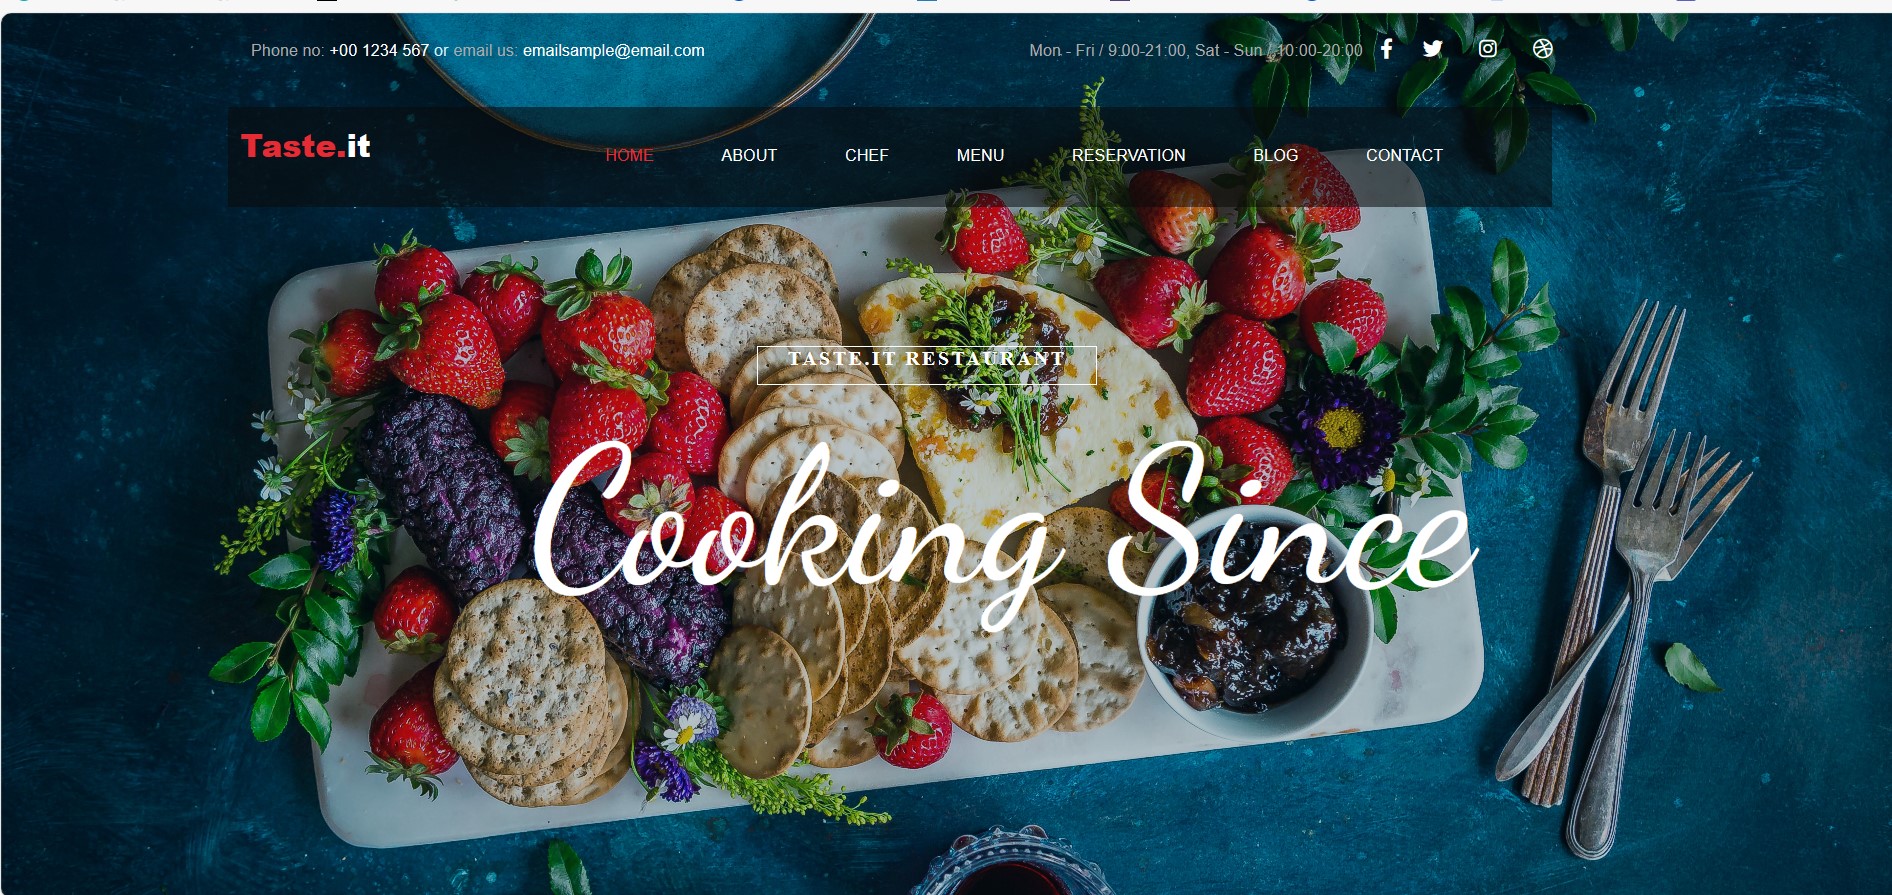 Phone no: +00 1234 567 or email us: emailsample@email.com
Mon - Fri / 9:00-21:00, Sat - Sun / 10:00-20:00
Taste.it
HOME ABOUT CHEF MENU RESERVATION BLOG CONTACT
TASTE.IT RESTAURANT
Cooking Since